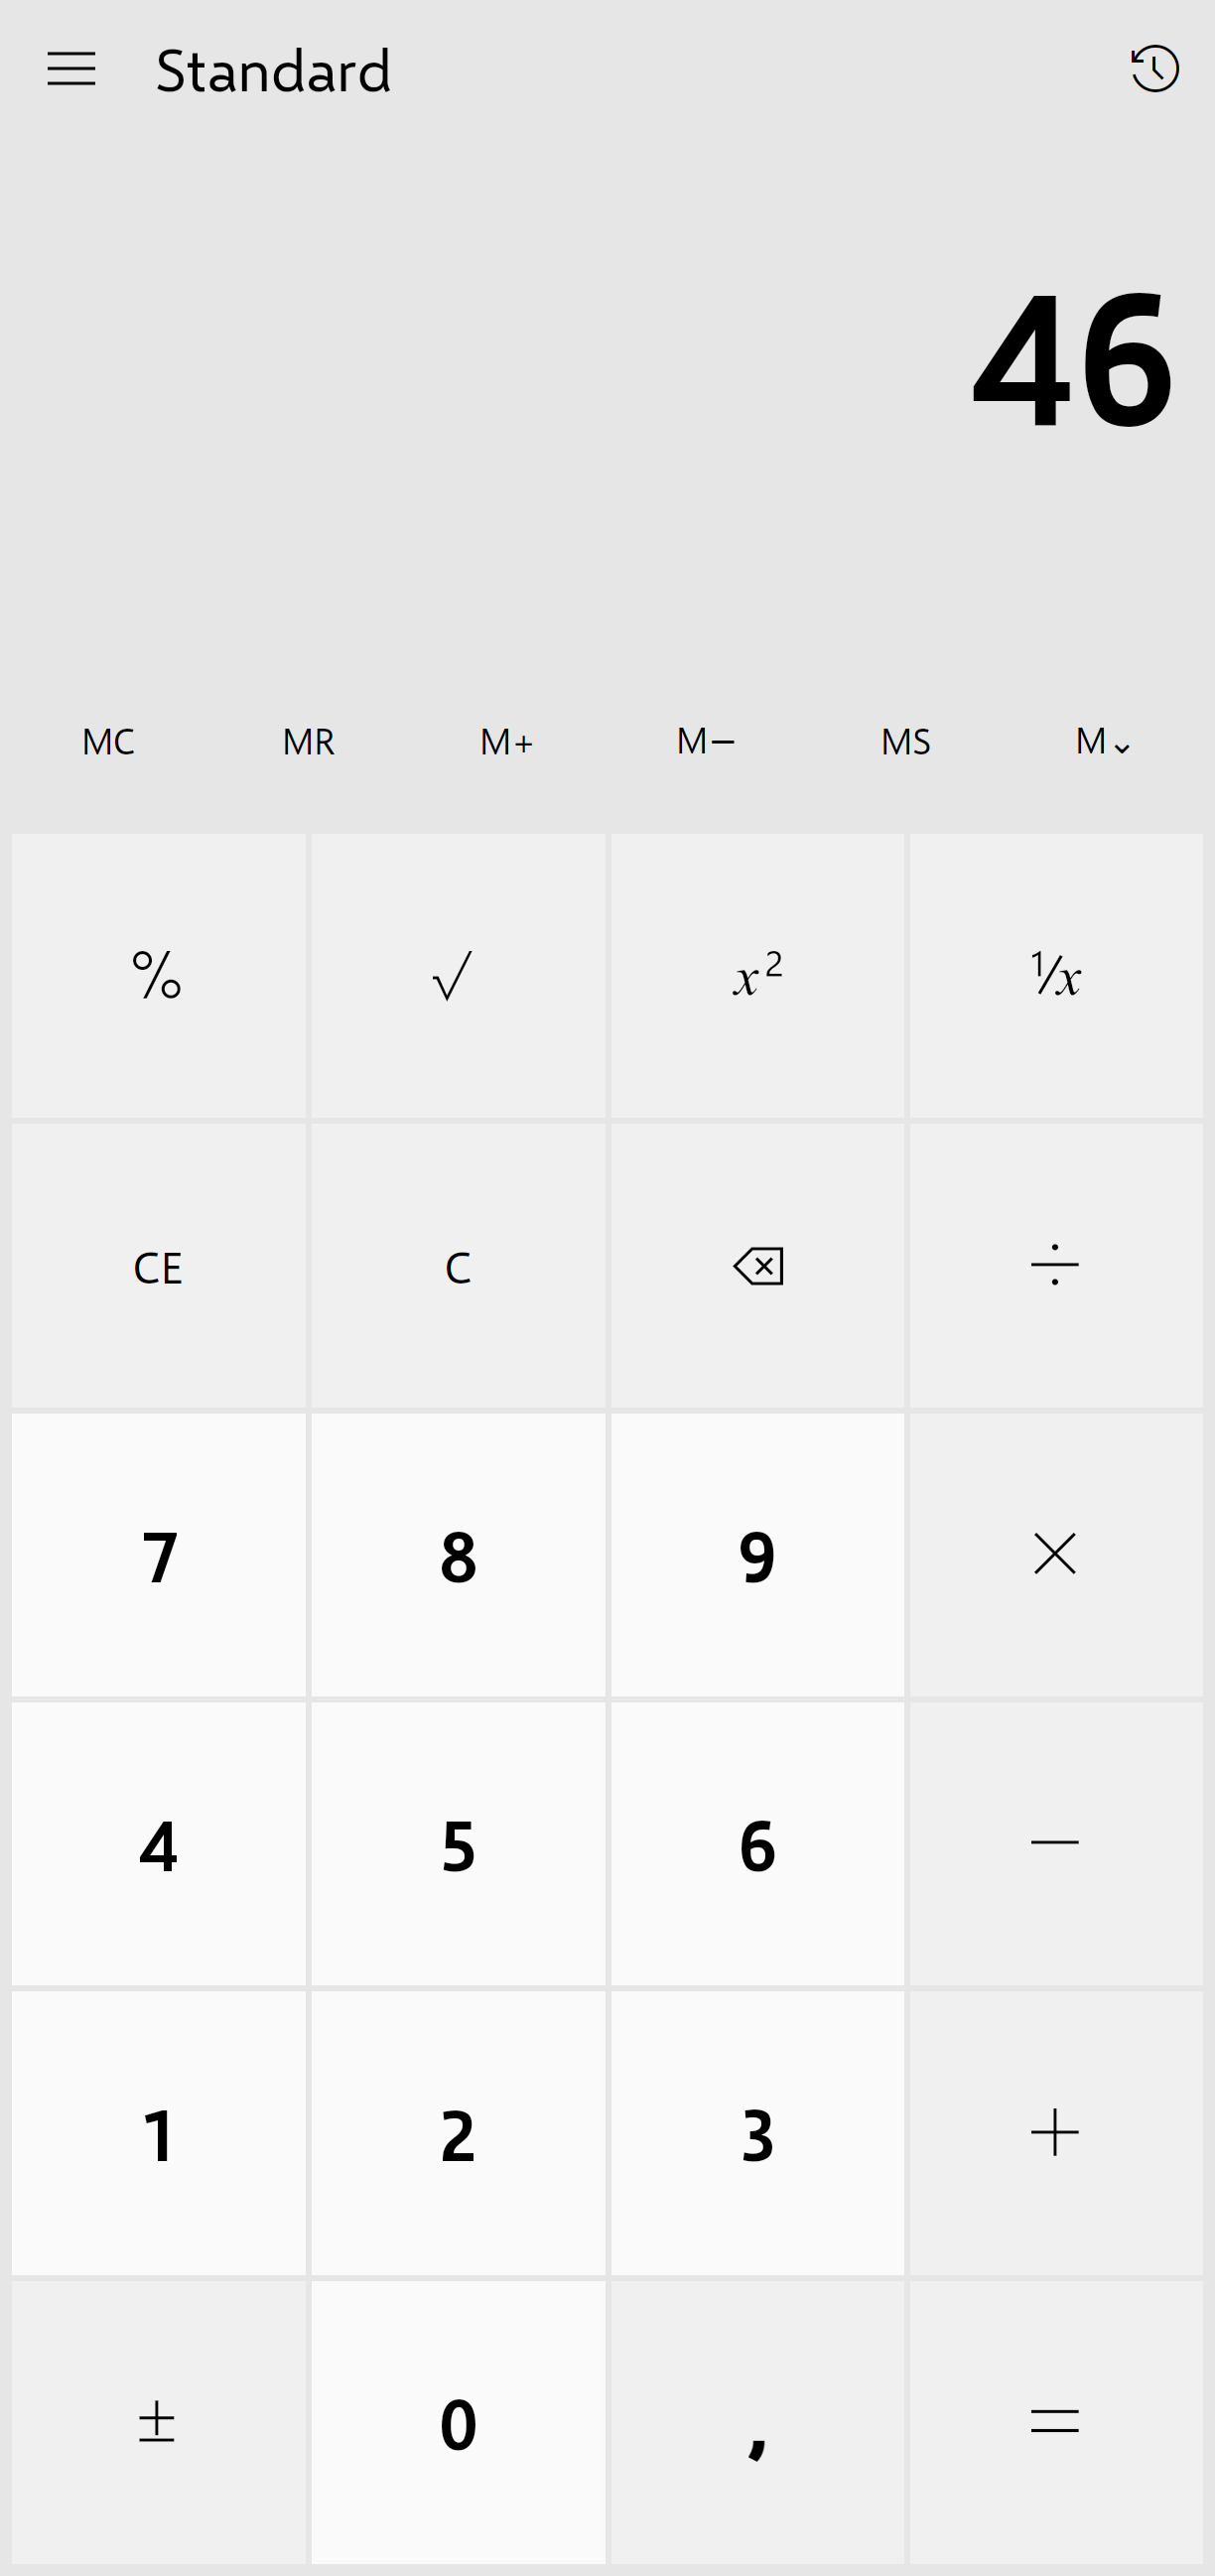 Standard
46
MC MR M+ M− MS M⌄
% √ x² ¹⁄x
CE C ÷
7 8 9 ×
4 5 6 −
1 2 3 +
± 0 , =